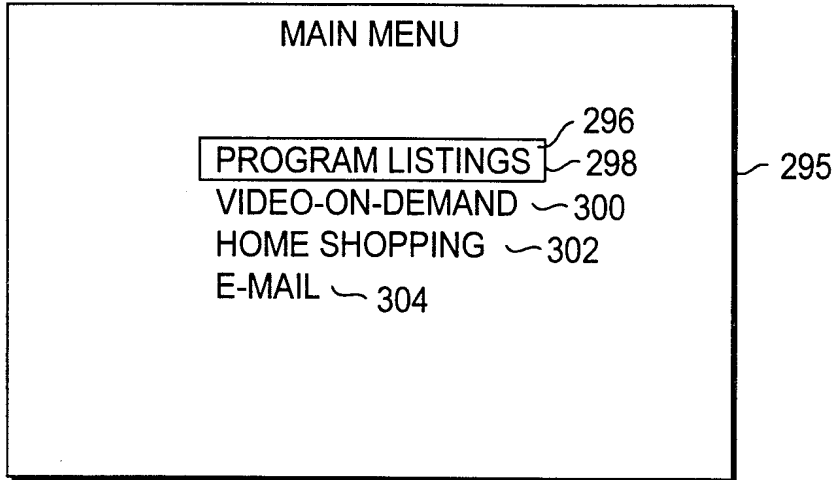 MAIN MENU
296
PROGRAM LISTINGS 298
295
VIDEO-ON-DEMAND 300
HOME SHOPPING 302
E-MAIL 304